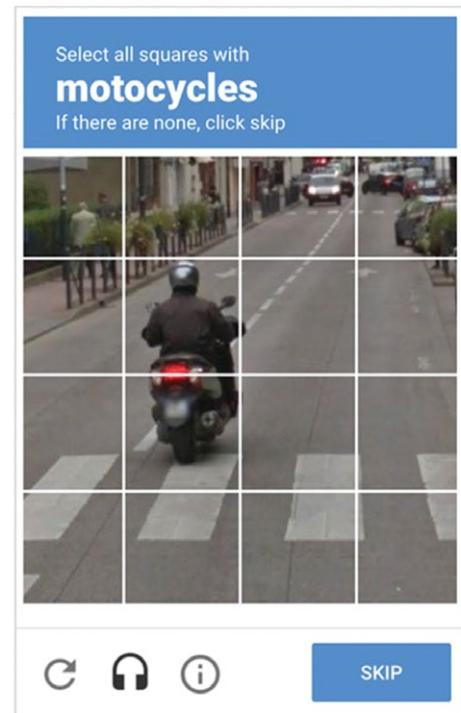 Select all squares with
motocycles
If there are none, click skip
SKIP